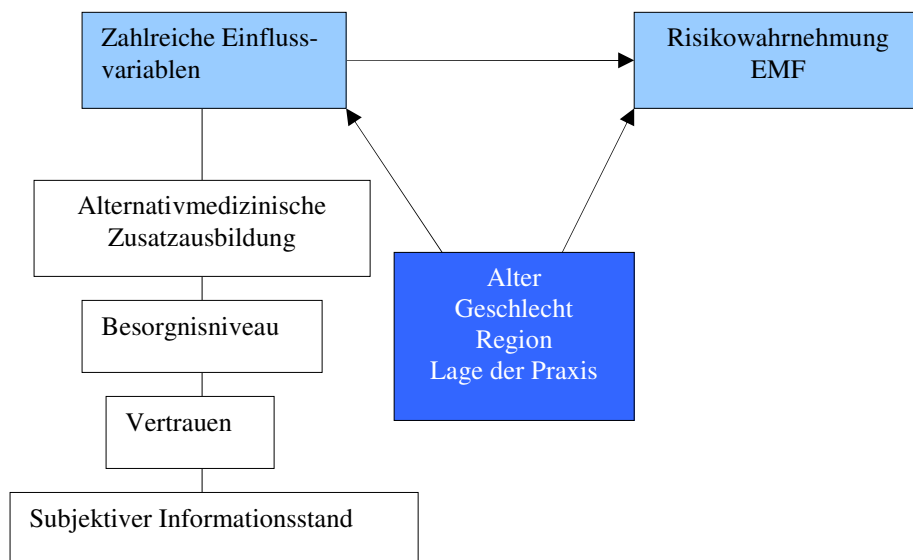 Zahlreiche Einfluss-
variablen
Risikowahrnehmung
EMF
Alternativmedizinische
Zusatzausbildung
Alter
Geschlecht
Region
Lage der Praxis
Besorgnisniveau
Vertrauen
Subjektiver Informationsstand